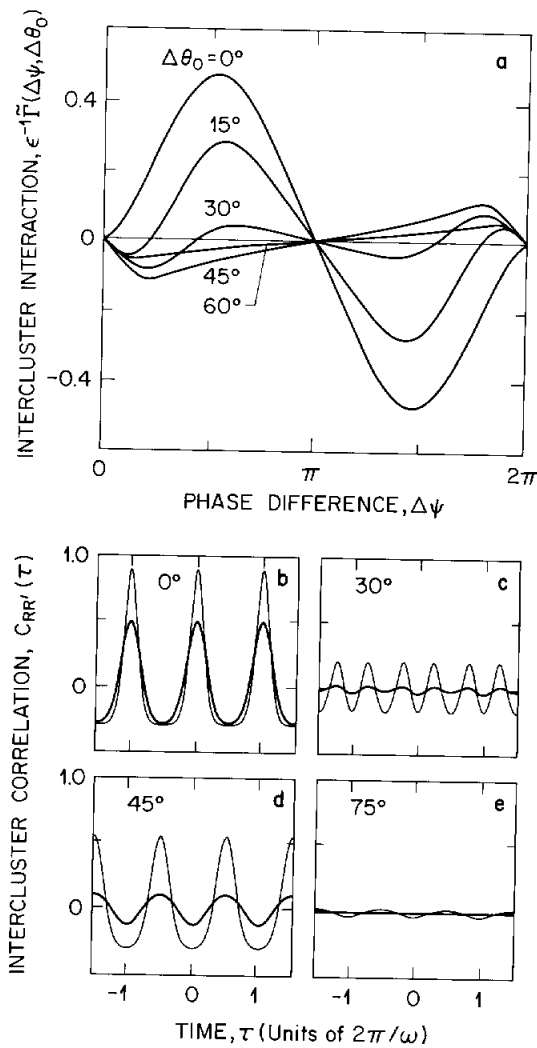 INTERCLUSTER INTERACTION, ϵ⁻¹Γ̃(Δψ,Δθ₀)
a
Δθ₀=0°
0.4
15°
30°
0
45°
60°
-0.4
0 π 2π
PHASE DIFFERENCE, Δψ
INTERCLUSTER CORRELATION, C_RR′(τ)
1.0
0° b
30° c
0
1.0
45° d
75° e
0
-1 0 1 -1 0 1
TIME, τ (Units of 2π/ω)